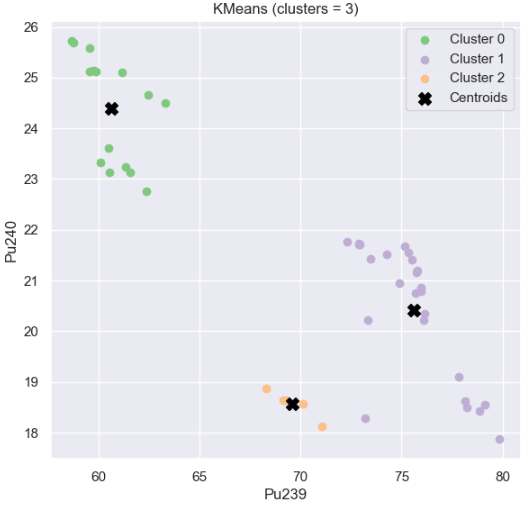 KMeans (clusters = 3)
26
25
24
23
22
21
20
19
18
Pu240
Cluster 0
Cluster 1
Cluster 2
Centroids
60
65
70
75
80
Pu239